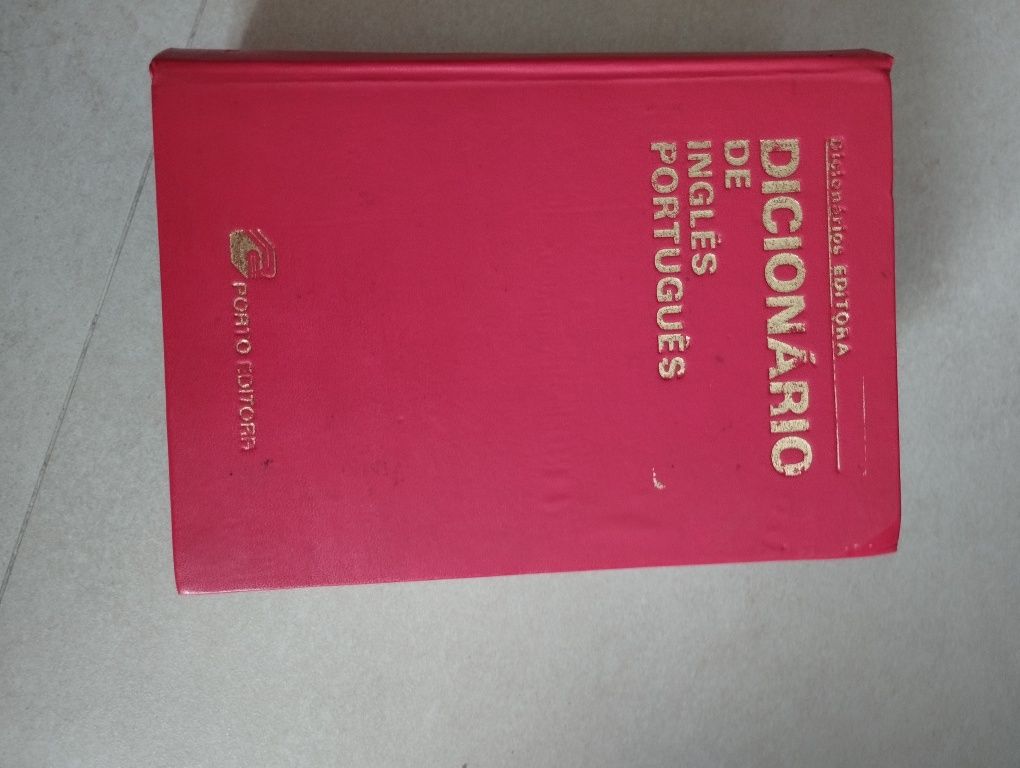 Dicionários EDITORA
DICIONÁRIO
DE
INGLÊS
PORTUGUÊS
PORTO EDITORA